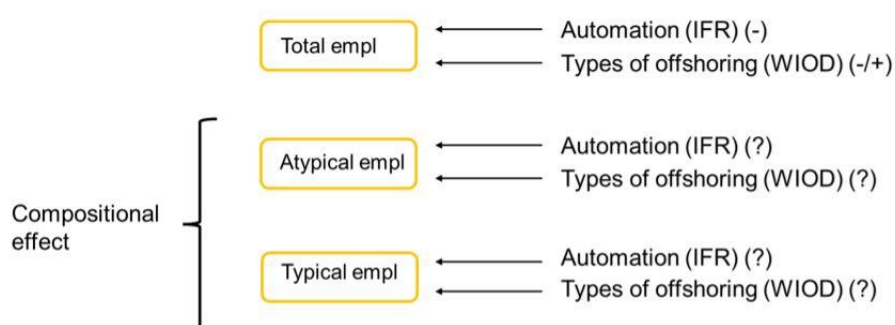 Total empl
Automation (IFR) (-)
Types of offshoring (WIOD) (-/+)
Atypical empl
Automation (IFR) (?)
Types of offshoring (WIOD) (?)
Compositional
effect
Typical empl
Automation (IFR) (?)
Types of offshoring (WIOD) (?)